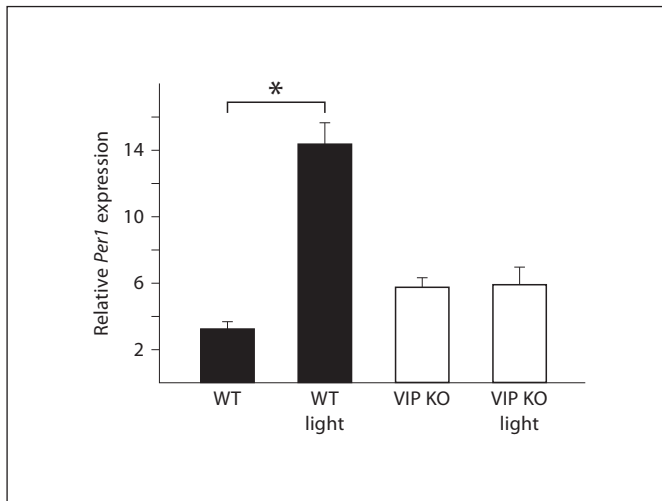 *
Relative Per1 expression
14
10
6
2
WT
WT
light
VIP KO
VIP KO
light